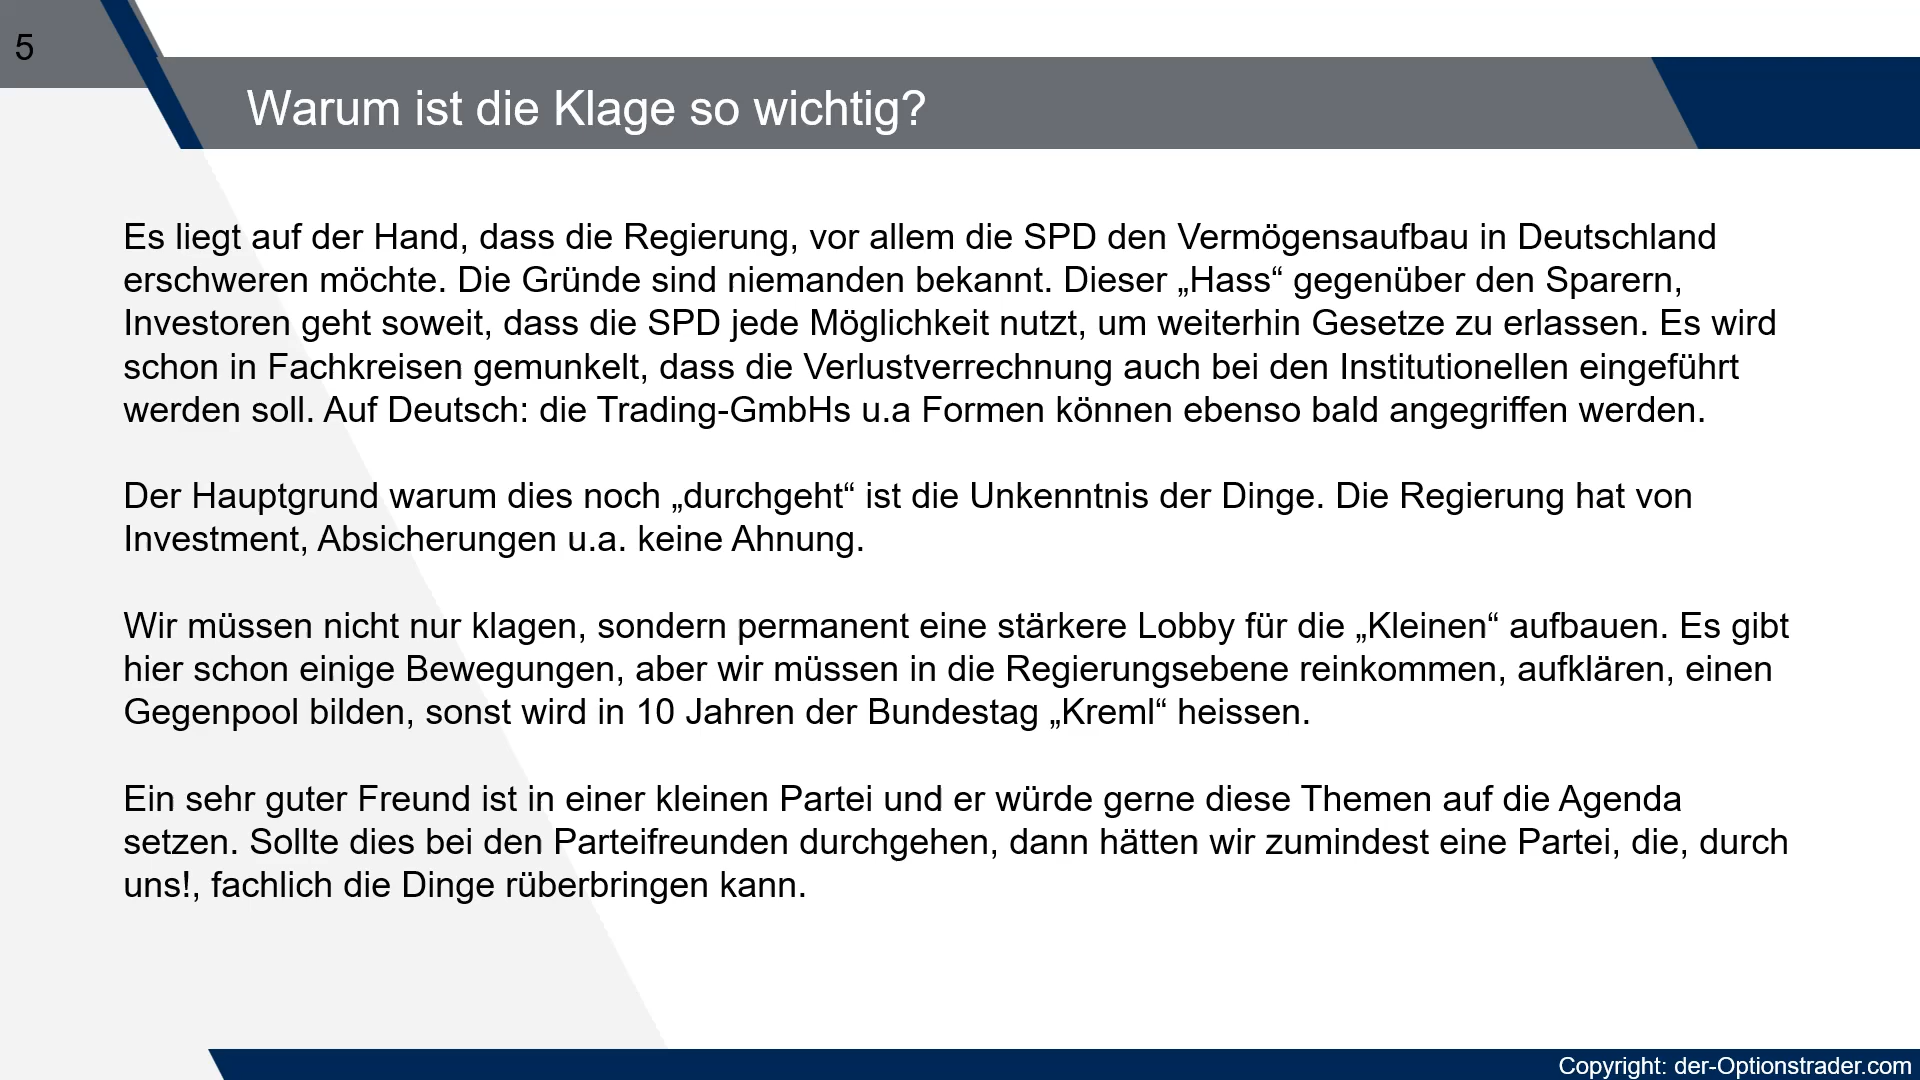 5
Warum ist die Klage so wichtig?
Es liegt auf der Hand, dass die Regierung, vor allem die SPD den Vermögensaufbau in Deutschland
erschweren möchte. Die Gründe sind niemanden bekannt. Dieser „Hass“ gegenüber den Sparern,
Investoren geht soweit, dass die SPD jede Möglichkeit nutzt, um weiterhin Gesetze zu erlassen. Es wird
schon in Fachkreisen gemunkelt, dass die Verlustverrechnung auch bei den Institutionellen eingeführt
werden soll. Auf Deutsch: die Trading-GmbHs u.a Formen können ebenso bald angegriffen werden.
Der Hauptgrund warum dies noch „durchgeht“ ist die Unkenntnis der Dinge. Die Regierung hat von
Investment, Absicherungen u.a. keine Ahnung.
Wir müssen nicht nur klagen, sondern permanent eine stärkere Lobby für die „Kleinen“ aufbauen. Es gibt
hier schon einige Bewegungen, aber wir müssen in die Regierungsebene reinkommen, aufklären, einen
Gegenpool bilden, sonst wird in 10 Jahren der Bundestag „Kreml“ heissen.
Ein sehr guter Freund ist in einer kleinen Partei und er würde gerne diese Themen auf die Agenda
setzen. Sollte dies bei den Parteifreunden durchgehen, dann hätten wir zumindest eine Partei, die, durch
uns!, fachlich die Dinge rüberbringen kann.
Copyright: der-Optionstrader.com